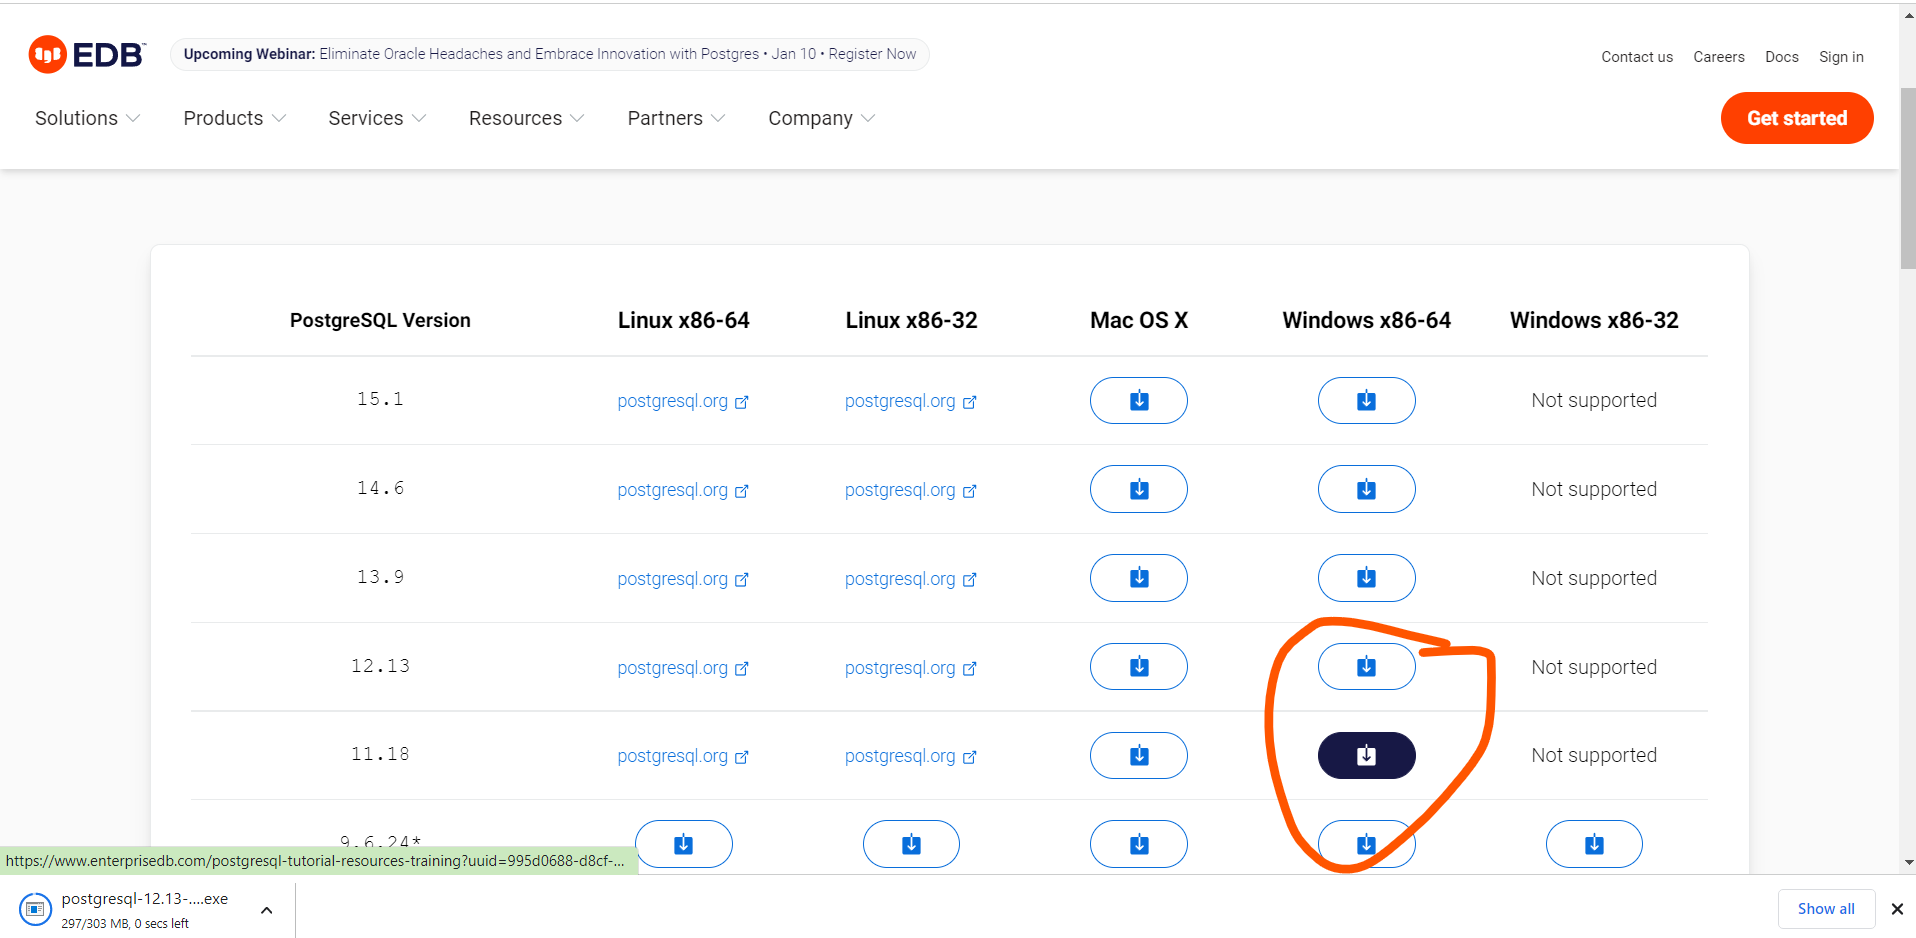 EDB™
Upcoming Webinar: Eliminate Oracle Headaches and Embrace Innovation with Postgres • Jan 10 • Register Now
Contact us Careers Docs Sign in
Solutions Products Services Resources Partners Company
Get started
PostgreSQL Version Linux x86-64 Linux x86-32 Mac OS X Windows x86-64 Windows x86-32
15.1 postgresql.org postgresql.org Not supported
14.6 postgresql.org postgresql.org Not supported
13.9 postgresql.org postgresql.org Not supported
12.13 postgresql.org postgresql.org Not supported
11.18 postgresql.org postgresql.org Not supported
9.6.24*
https://www.enterprisedb.com/postgresql-tutorial-resources-training?uuid=995d0688-d8cf-...
postgresql-12.13-....exe
297/303 MB, 0 secs left
Show all